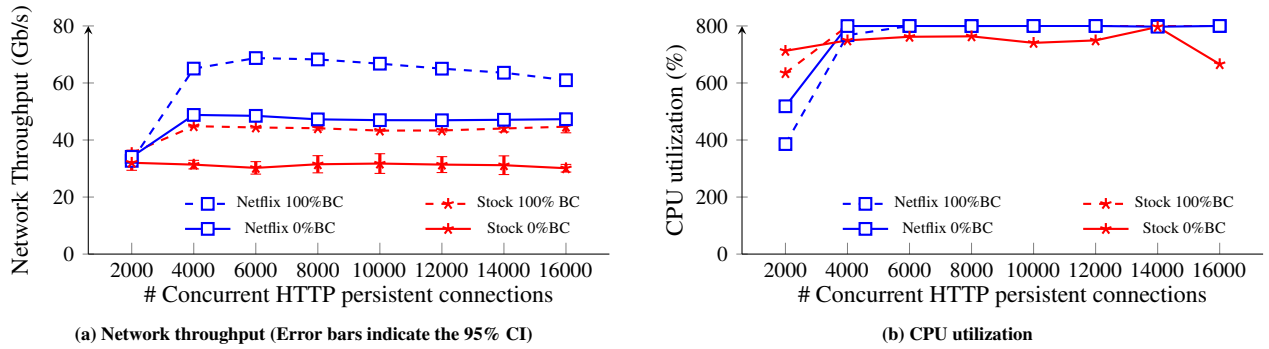 Network Throughput (Gb/s)
80
60
40
20
0
Netflix 100%BC
Stock 100% BC
Netflix 0%BC
Stock 0%BC
2000 4000 6000 8000 10000 12000 14000 16000
# Concurrent HTTP persistent connections
(a) Network throughput (Error bars indicate the 95% CI)
CPU utilization (%)
800
600
400
200
0
Netflix 100%BC
Stock 100%BC
Netflix 0%BC
Stock 0%BC
2000 4000 6000 8000 10000 12000 14000 16000
# Concurrent HTTP persistent connections
(b) CPU utilization